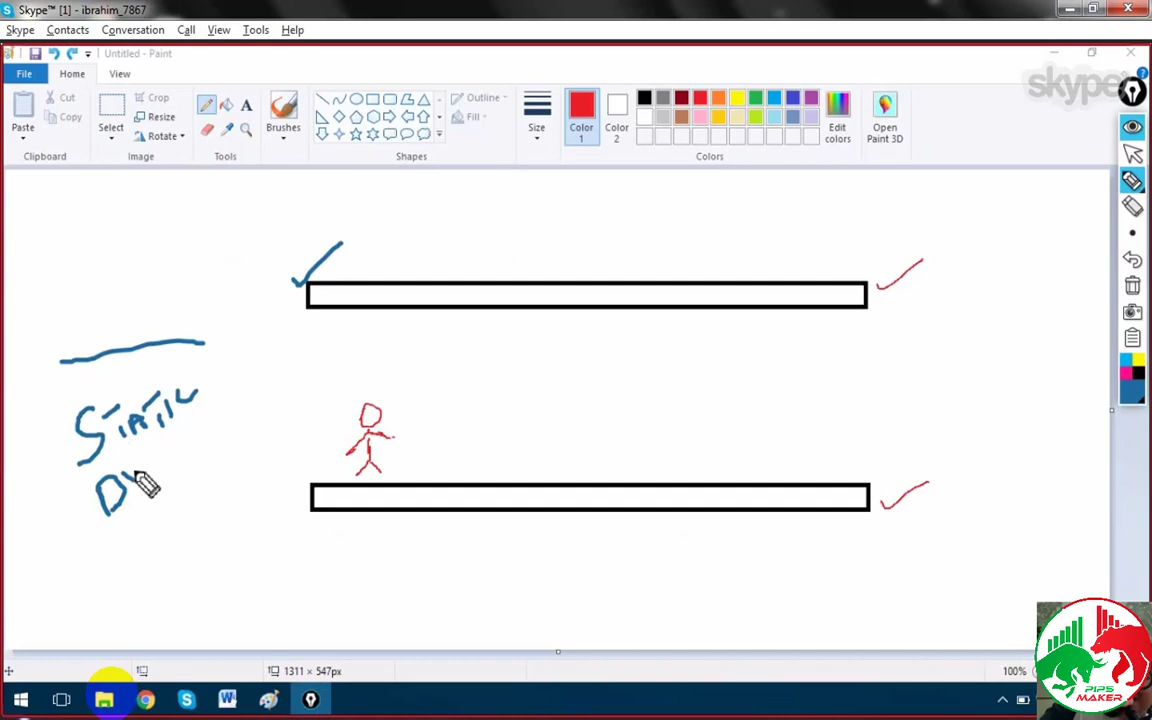 Skype™ [1] - ibrahim_7867
Skype Contacts Conversation Call View Tools Help
Untitled - Paint
File Home View
Cut
Copy
Paste
Clipboard
Select
Crop
Resize
Rotate
Image
Tools
Brushes
Shapes
Outline
Fill
Size
Color 1
Color 2
Colors
Edit colors
Open Paint 3D
skype
STATIC
DY
1311 × 547px
100%
PIPS
MAKER